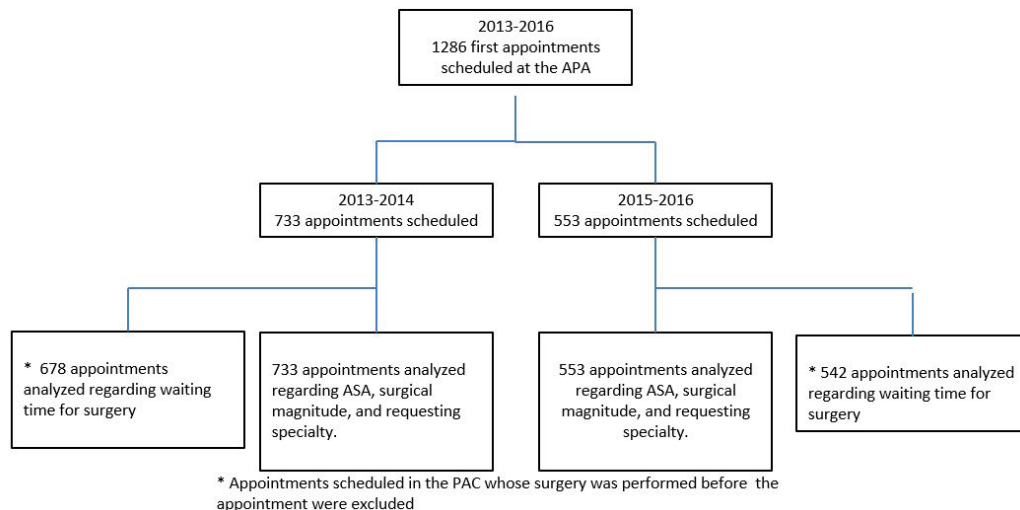 2013-2016
1286 first appointments
scheduled at the APA
2013-2014
733 appointments scheduled
2015-2016
553 appointments scheduled
* 678 appointments
analyzed regarding waiting
time for surgery
733 appointments analyzed
regarding ASA, surgical
magnitude, and requesting
specialty.
553 appointments analyzed
regarding ASA, surgical
magnitude, and requesting
specialty.
* 542 appointments analyzed
regarding waiting time for
surgery
* Appointments scheduled in the PAC whose surgery was performed before the
appointment were excluded